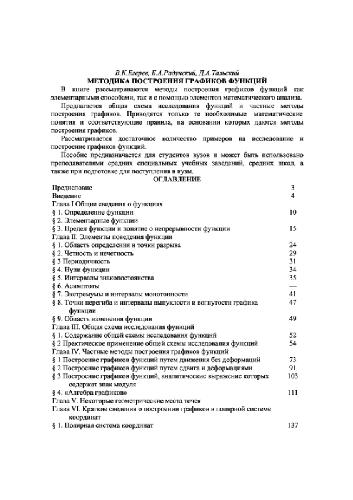 В.К.Егерев, Б.А.Радунский, Д.А.Тальский
МЕТОДИКА ПОСТРОЕНИЯ ГРАФИКОВ ФУНКЦИЙ
В книге рассматриваются методы построения графиков функций как
элементарными способами, так и с помощью элементов математического анализа.
Предлагается общая схема исследования функций и частные методы
построения графиков. Приводятся только те необходимые математические
понятия и соответствующие правила, на основании которых даются методы
построения графиков.
Рассматривается достаточное количество примеров на исследование и
построение графиков функций.
Пособие предназначается для студентов вузов и может быть использовано
преподавателями средних специальных учебных заведений, средних школ, а
также при подготовке для поступления в вузы.
ОГЛАВЛЕНИЕ
Предисловие 3
Введение 4
Глава I Общие сведения о функциях
§ 1. Определение функции 10
§ 2. Элементарные функции
§ 3. Предел функции и понятие о непрерывности функции 15
Глава II. Элементы поведения функции
§ 1. Область определения и точки разрыва 24
§ 2. Четность и нечетность 29
§ 3 Периодичность 31
§ 4. Нули функции 34
§ 5. Интервалы знакопостоянства 35
§ 6. Асимптоты —
§ 7. Экстремумы и интервалы монотонности 41
§ 8. Точки перегиба и интервалы выпуклости и вогнутости графика 47
функции
§ 9. Область изменения функции 49
Глава III. Общая схема исследования функций
§ 1. Содержание общей схемы исследования функций 52
§ 2 Практическое применение общей схемы исследования функций 54
Глава IV. Частные методы построения графиков функций
§ 1 Построение графиков функций путем движения без деформаций 73
§ 2 Построение графиков функций путем сдвига и деформациями 91
§ 3 Построение графиков функций, аналитическое выражение которых 103
содержит знак модуля
§ 4. «Алгебра графиков» 111
Глава V. Некоторые геометрические места точек
Глава VI. Краткие сведения о построении графиков в полярной системе
координат
§ 1. Полярная система координат 137